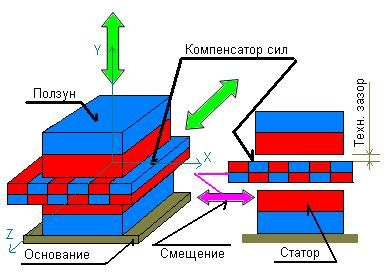 Y
Компенсатор сил
Ползун
Техн. зазор
X
Z
Основание
Смещение
Статор